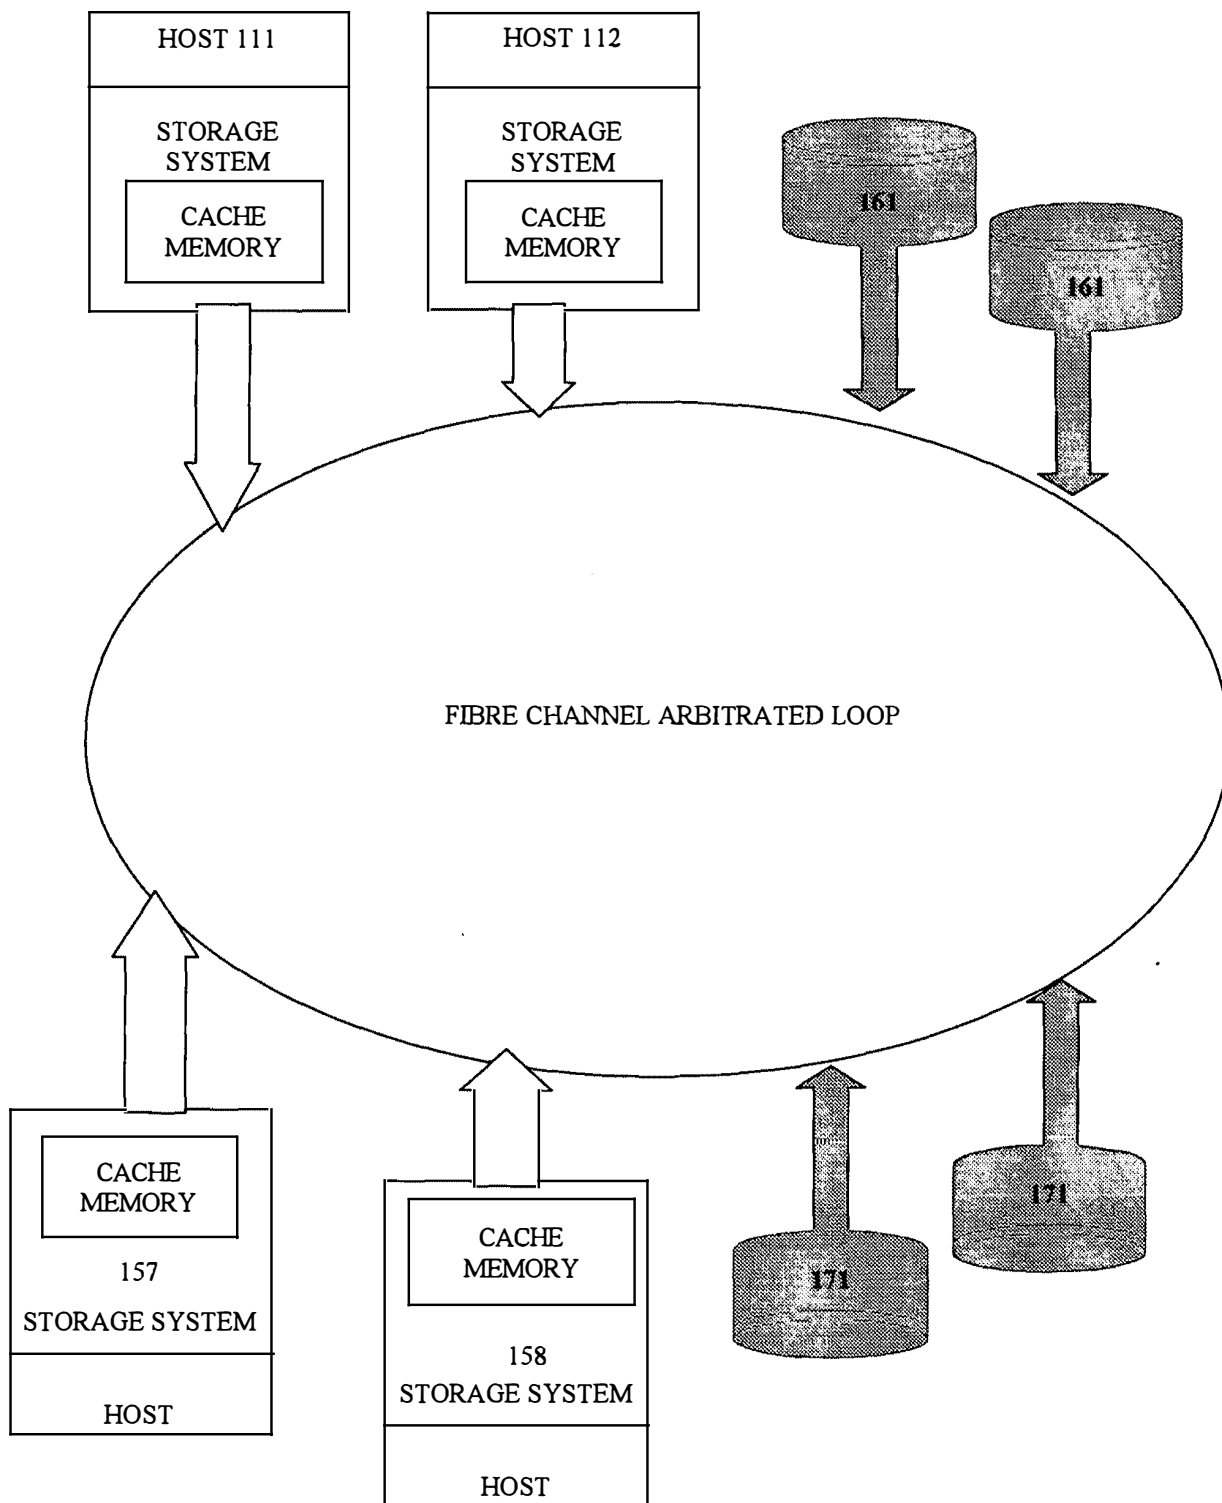 HOST 111
STORAGE
SYSTEM
CACHE
MEMORY
HOST 112
STORAGE
SYSTEM
CACHE
MEMORY
161
161
FIBRE CHANNEL ARBITRATED LOOP
CACHE
MEMORY
157
STORAGE SYSTEM
HOST
CACHE
MEMORY
158
STORAGE SYSTEM
HOST
171
171